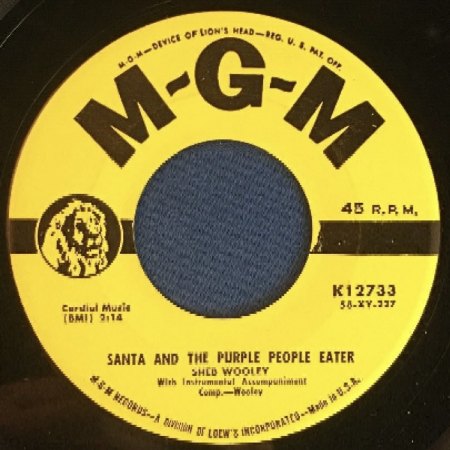 M-G-M—DEVICE OF LION'S HEAD—REG. U. S. PAT. OFF.
M-G-M
45 R.P.M.
K12733
58-XY-327
Cordial Music
(BMI) 2:14
SANTA AND THE PURPLE PEOPLE EATER
SHEB WOOLEY
With Instrumental Accompaniment
Comp.—Wooley
M-G-M RECORDS—A DIVISION OF LOEW'S INCORPORATED—Made in U.S.A.